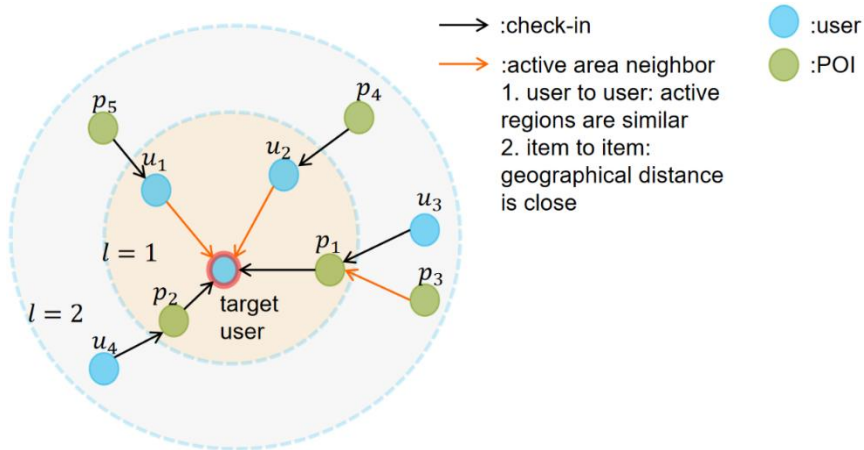 :check-in
:user
:active area neighbor
:POI
1. user to user: active
regions are similar
2. item to item:
geographical distance
is close
p₅
p₄
u₁
u₂
u₃
l = 1
p₁
p₂
target
user
p₃
l = 2
u₄